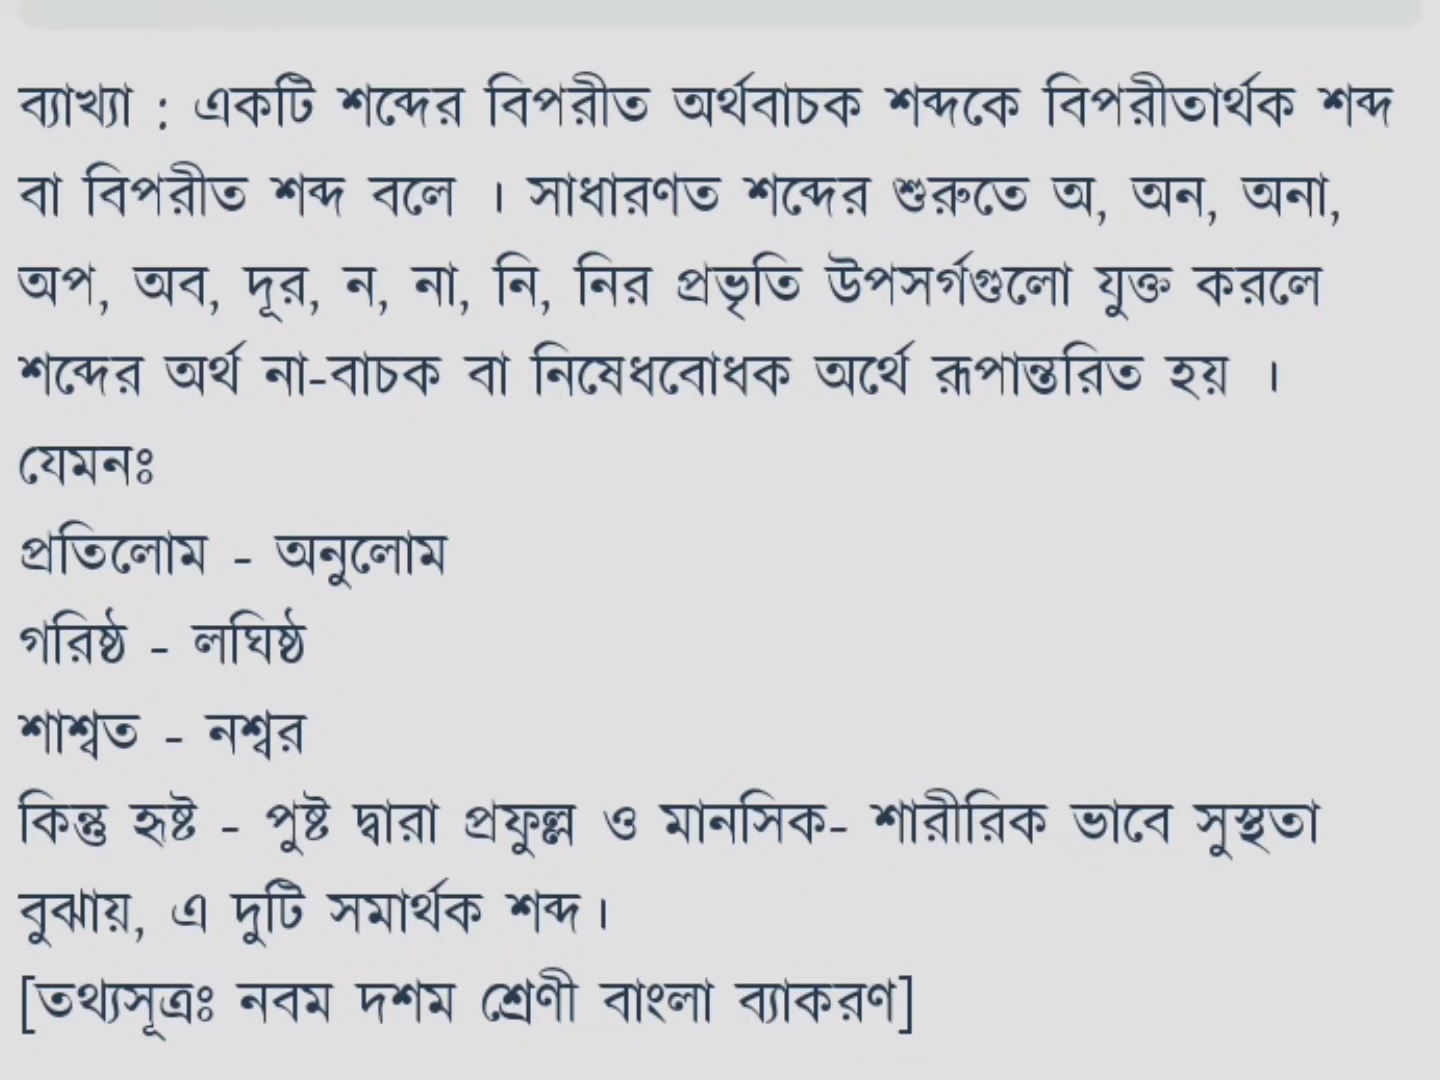 ব্যাখ্যা : একটি শব্দের বিপরীত অর্থবাচক শব্দকে বিপরীতার্থক শব্দ
বা বিপরীত শব্দ বলে । সাধারণত শব্দের শুরুতে অ, অন, অনা,
অপ, অব, দূর, ন, না, নি, নির প্রভৃতি উপসর্গগুলো যুক্ত করলে
শব্দের অর্থ না-বাচক বা নিষেধবোধক অর্থে রূপান্তরিত হয় ।
যেমনঃ
প্রতিলোম - অনুলোম
গরিষ্ঠ - লঘিষ্ঠ
শাশ্বত - নশ্বর
কিন্তু হৃষ্ট - পুষ্ট দ্বারা প্রফুল্ল ও মানসিক- শারীরিক ভাবে সুস্থতা
বুঝায়, এ দুটি সমার্থক শব্দ।
[তথ্যসূত্রঃ নবম দশম শ্রেণী বাংলা ব্যাকরণ]